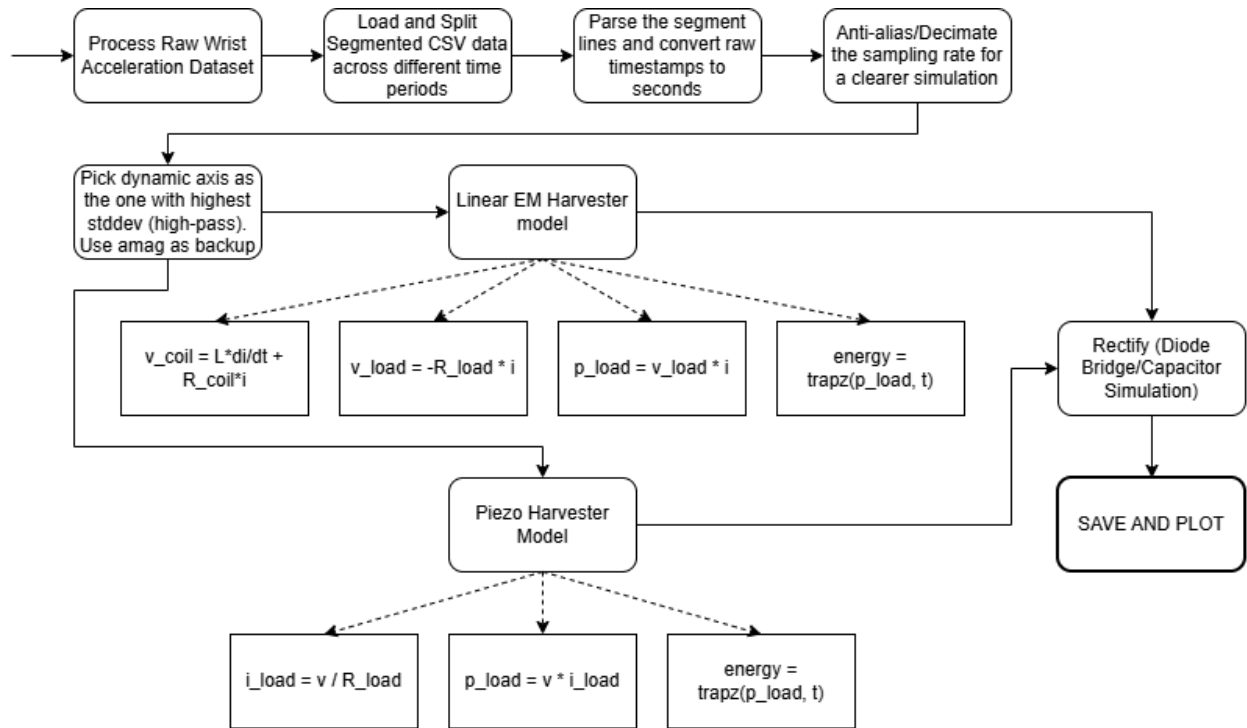 Process Raw Wrist
Acceleration Dataset
Load and Split
Segmented CSV data
across different time
periods
Parse the segment
lines and convert raw
timestamps to
seconds
Anti-alias/Decimate
the sampling rate for
a clearer simulation
Pick dynamic axis as
the one with highest
stddev (high-pass).
Use amag as backup
Linear EM Harvester
model
v_coil = L*di/dt +
R_coil*i
v_load = -R_load * i
p_load = v_load * i
energy =
trapz(p_load, t)
Rectify (Diode
Bridge/Capacitor
Simulation)
Piezo Harvester
Model
SAVE AND PLOT
i_load = v / R_load
p_load = v * i_load
energy =
trapz(p_load, t)